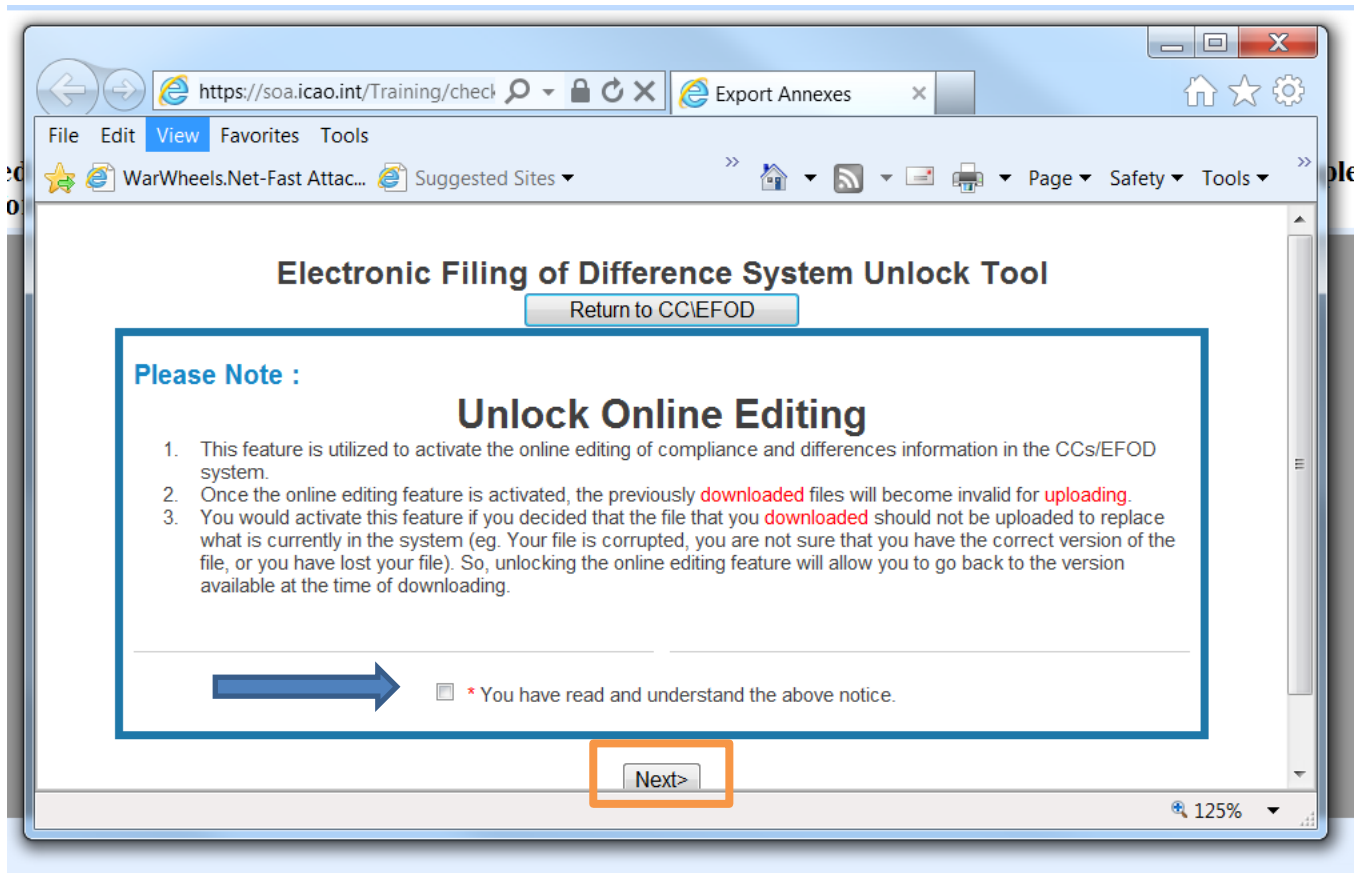 X
https://soa.icao.int/Training/check
Export Annexes
File Edit View Favorites Tools
WarWheels.Net-Fast Attac... Suggested Sites Page Safety Tools
Electronic Filing of Difference System Unlock Tool
Return to CC\EFOD
Please Note :
Unlock Online Editing
1. This feature is utilized to activate the online editing of compliance and differences information in the CCs/EFOD
system.
2. Once the online editing feature is activated, the previously downloaded files will become invalid for uploading.
3. You would activate this feature if you decided that the file that you downloaded should not be uploaded to replace
what is currently in the system (eg. Your file is corrupted, you are not sure that you have the correct version of the
file, or you have lost your file). So, unlocking the online editing feature will allow you to go back to the version
available at the time of downloading.
* You have read and understand the above notice.
Next>
125%